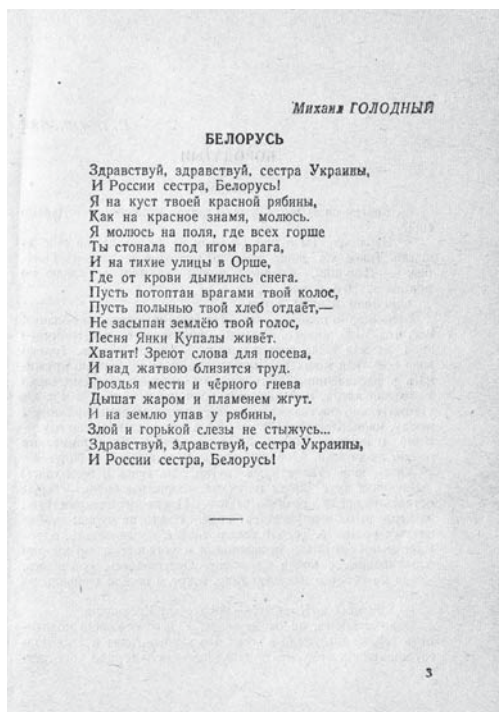 Михаил ГОЛОДНЫЙ
БЕЛОРУСЬ
Здравствуй, здравствуй, сестра Украины,
И России сестра, Белорусь!
Я на куст твоей красной рябины,
Как на красное знамя, молюсь.
Я молюсь на поля, где всех горше
Ты стонала под игом врага,
И на тихие улицы в Орше,
Где от крови дымились снега.
Пусть потоптан врагами твой колос,
Пусть полынью твой хлеб отдаёт,—
Не засыпан землёю твой голос,
Песня Янки Купалы живёт.
Хватит! Зреют слова для посева,
И над жатвою близится труд.
Гроздья мести и чёрного гнева
Дышат жаром и пламенем жгут.
И на землю упав у рябины,
Злой и горькой слезы не стыжусь...
Здравствуй, здравствуй, сестра Украины,
И России сестра, Белорусь!
3